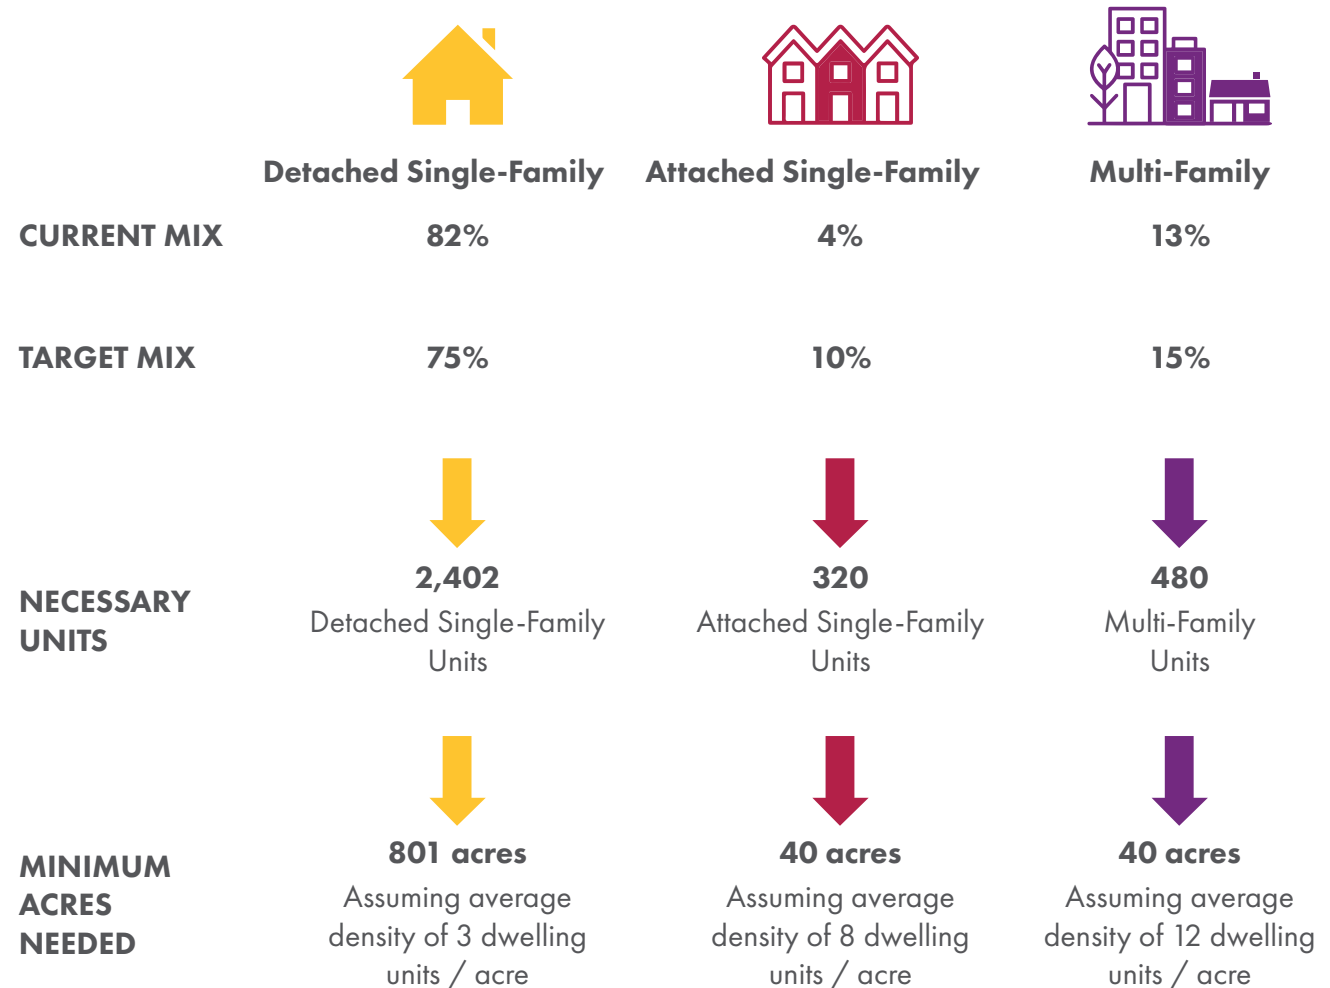 Detached Single-Family Attached Single-Family Multi-Family
CURRENT MIX 82% 4% 13%
TARGET MIX 75% 10% 15%
NECESSARY
UNITS
2,402
Detached Single-Family
Units
320
Attached Single-Family
Units
480
Multi-Family
Units
MINIMUM
ACRES
NEEDED
801 acres
Assuming average
density of 3 dwelling
units / acre
40 acres
Assuming average
density of 8 dwelling
units / acre
40 acres
Assuming average
density of 12 dwelling
units / acre